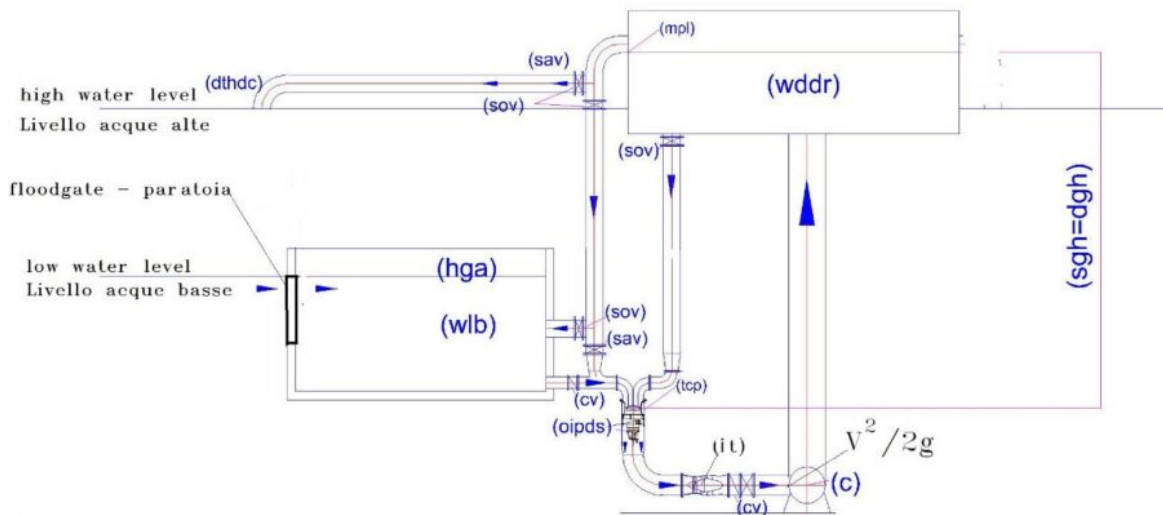 (mpl)
(sav)
(dthdc)
(wddr)
high water level
(sov)
Livello acque alte
(sov)
floodgate - paratoia
(sgh=dgh)
low water level
(hga)
Livello acque basse
(sov)
(wlb)
(sav)
(tcp)
(cv)
(oipds)
(it)
V²/2g
(c)
(cv)